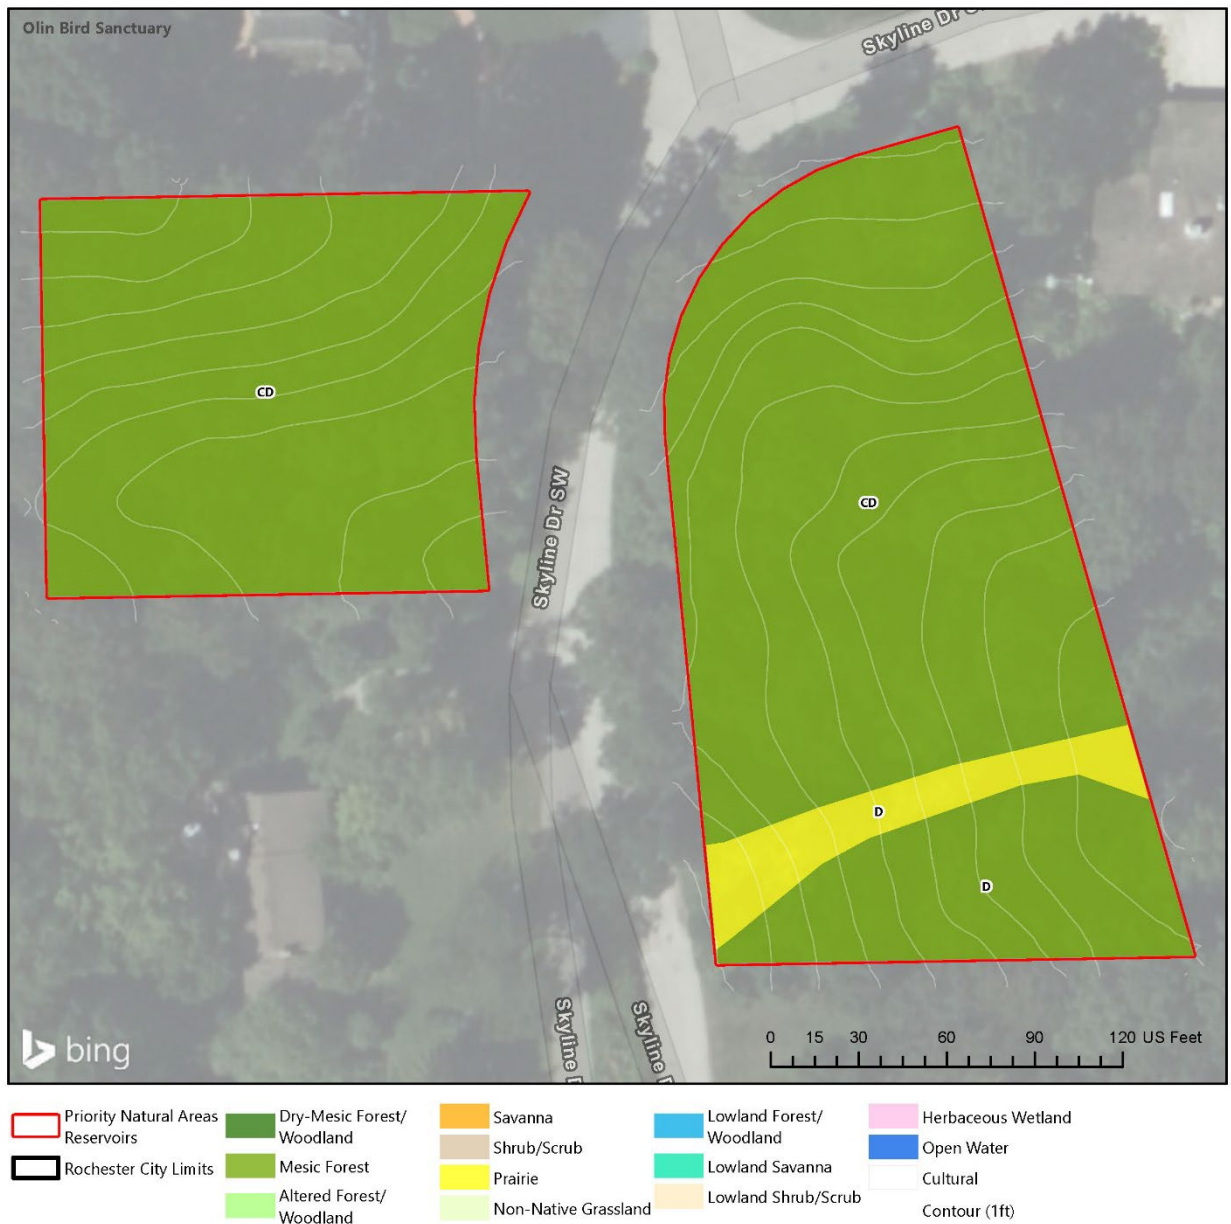 Olin Bird Sanctuary
Skyline Dr S
CD
Skyline Dr SW
CD
D
D
Skyline
Skyline
bing
0 15 30 60 90 120 US Feet
Priority Natural Areas
Reservoirs
Rochester City Limits
Dry-Mesic Forest/
Woodland
Mesic Forest
Altered Forest/
Woodland
Savanna
Shrub/Scrub
Prairie
Non-Native Grassland
Lowland Forest/
Woodland
Lowland Savanna
Lowland Shrub/Scrub
Herbaceous Wetland
Open Water
Cultural
Contour (1ft)